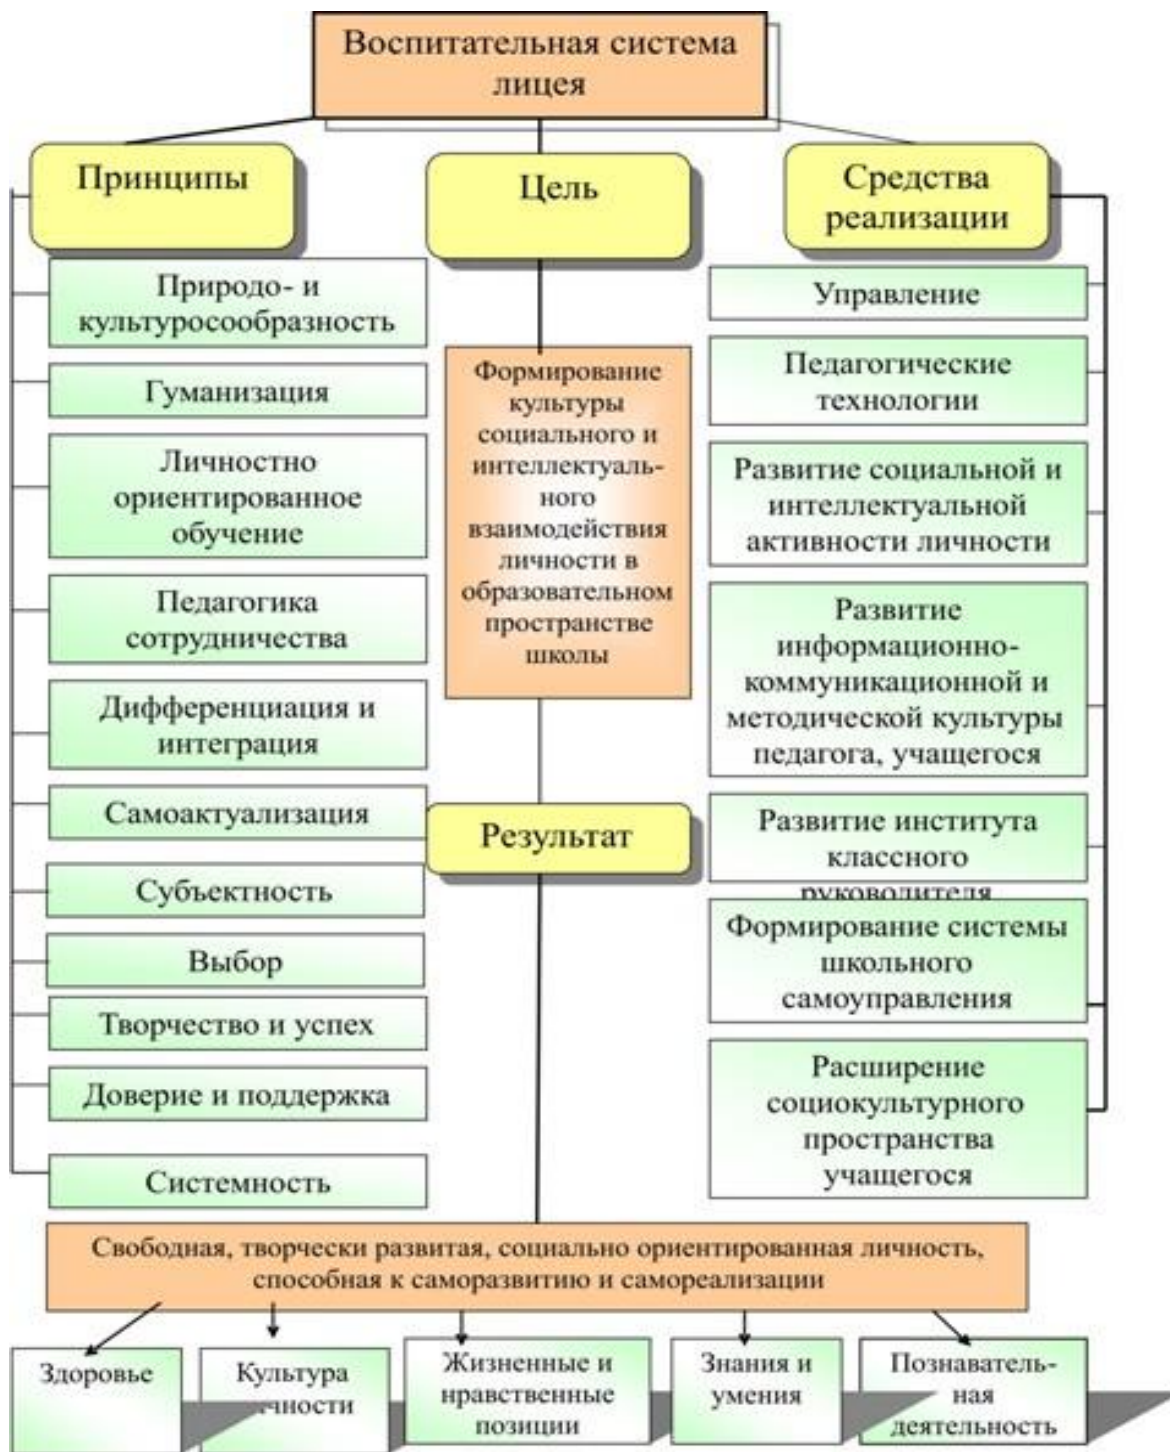 Воспитательная система
лицея
Принципы
Цель
Средства
реализации
Природо- и
культуросообразность
Гуманизация
Личностно
ориентированное
обучение
Педагогика
сотрудничества
Дифференциация и
интеграция
Самоактуализация
Субъектность
Выбор
Творчество и успех
Доверие и поддержка
Системность
Формирование
культуры
социального и
интеллектуаль-
ного
взаимодействия
личности в
образовательном
пространстве
школы
Результат
Управление
Педагогические
технологии
Развитие социальной и
интеллектуальной
активности личности
Развитие
информационно-
коммуникационной и
методической культуры
педагога, учащегося
Развитие института
классного
руководителя
Формирование системы
школьного
самоуправления
Расширение
социокультурного
пространства
учащегося
Свободная, творчески развитая, социально ориентированная личность,
способная к саморазвитию и самореализации
Здоровье
Культура
Жизненные и
нравственные
позиции
Знания и
умения
Познаватель-
ная
деятельность